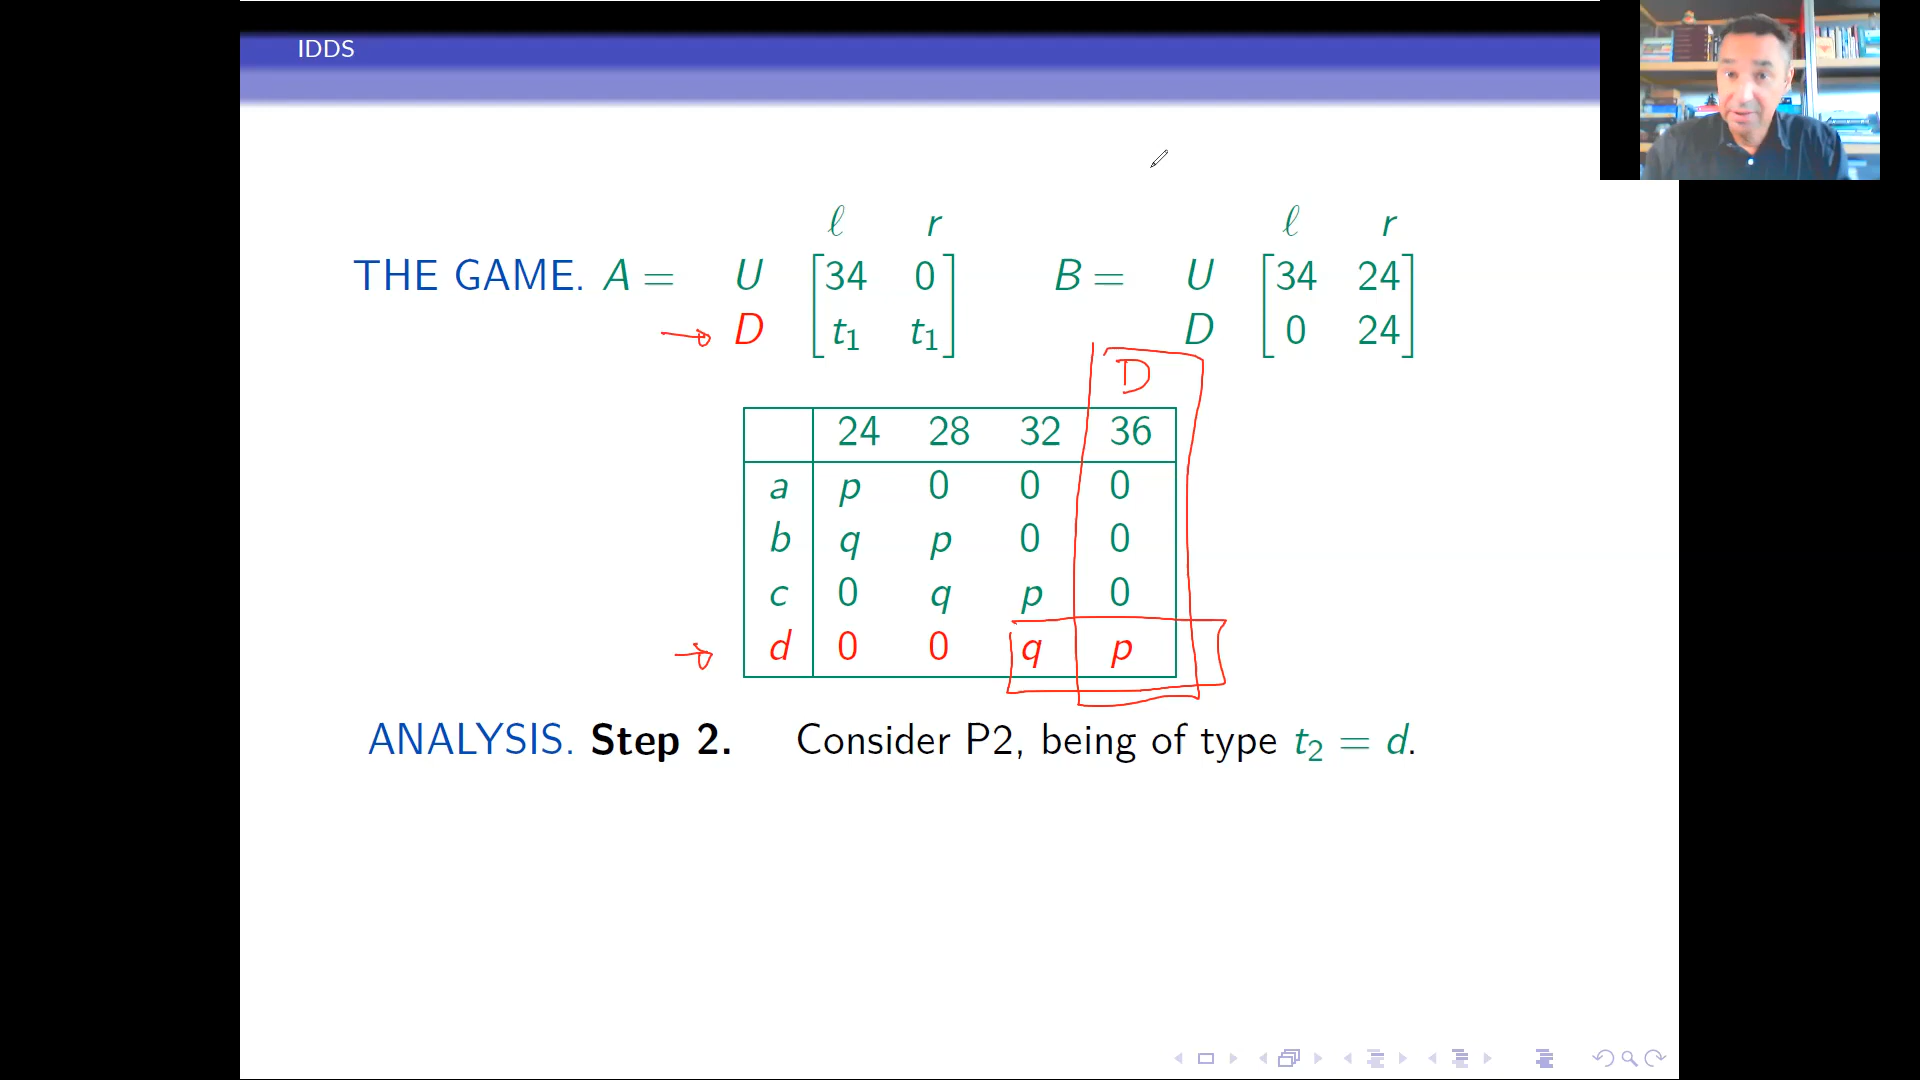 IDDS
ℓ r ℓ r
THE GAME. A = U [34 0] B = U [34 24]
D [t₁ t₁] D [0 24]
D
24 28 32 36
a p 0 0 0
b q p 0 0
c 0 q p 0
d 0 0 q p
ANALYSIS. Step 2. Consider P2, being of type t₂ = d.